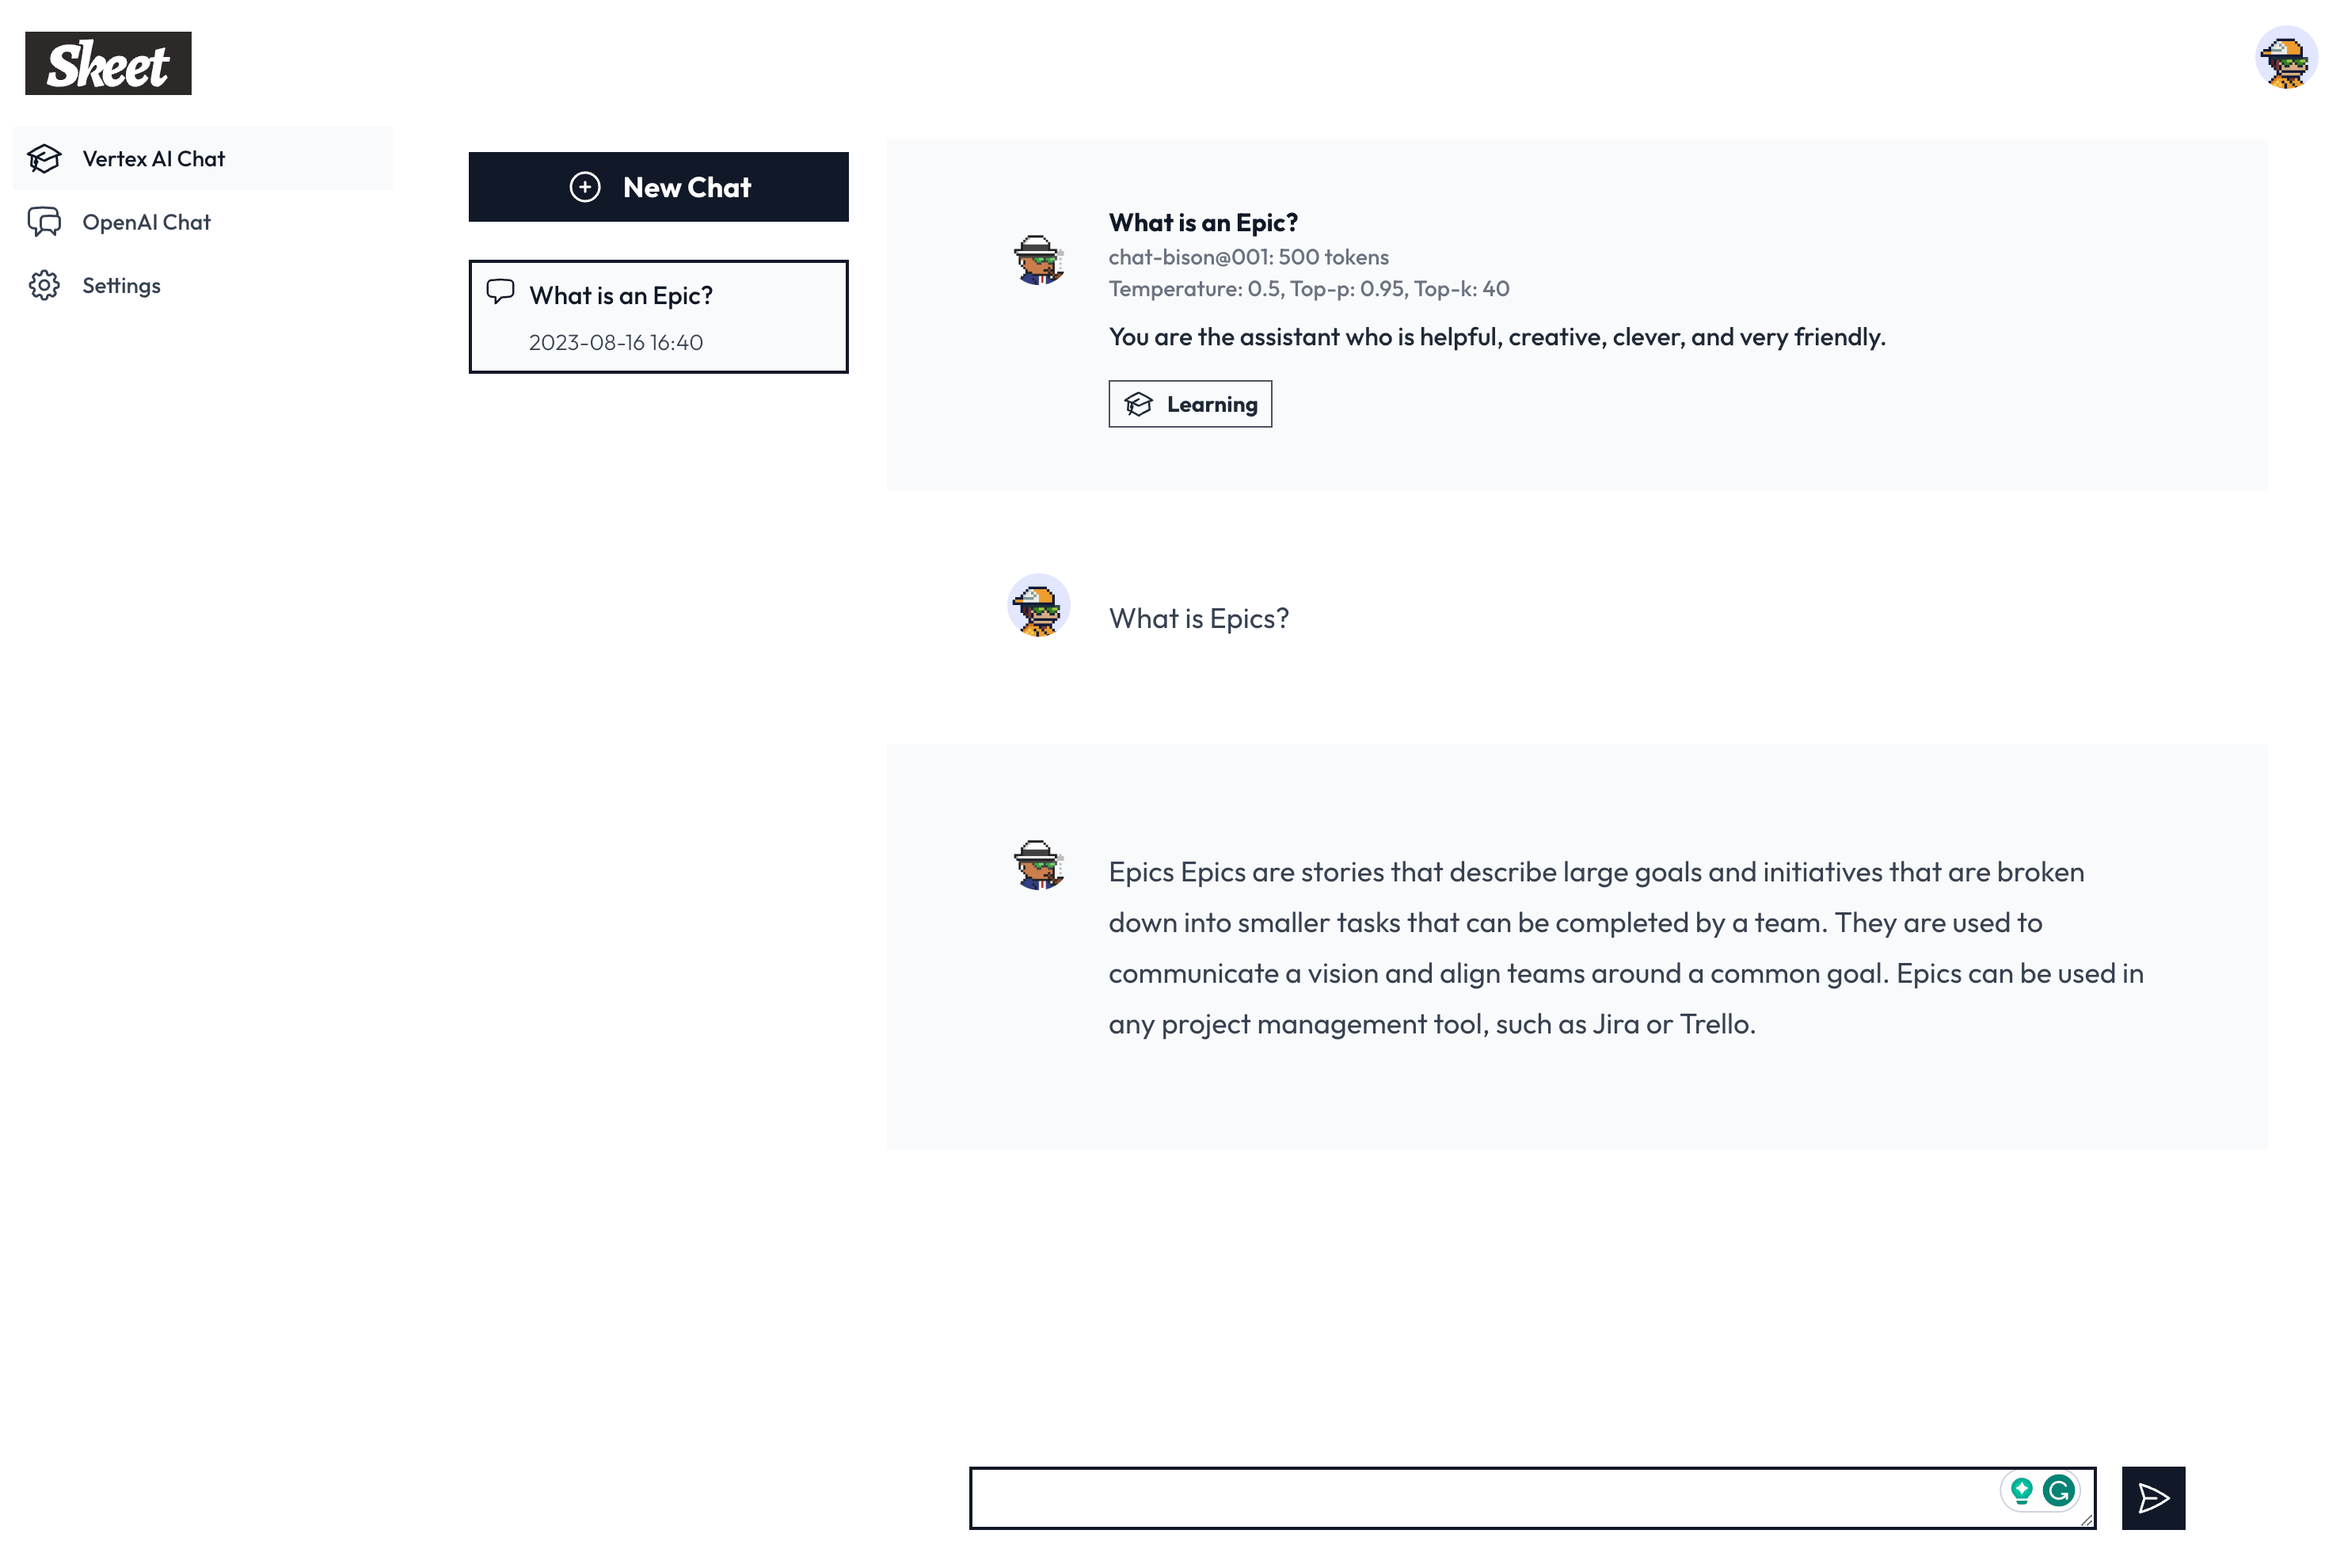 Skeet
Vertex AI Chat
OpenAI Chat
Settings
New Chat
What is an Epic?
2023-08-16 16:40
What is an Epic?
chat-bison@001: 500 tokens
Temperature: 0.5, Top-p: 0.95, Top-k: 40
You are the assistant who is helpful, creative, clever, and very friendly.
Learning
What is Epics?
Epics Epics are stories that describe large goals and initiatives that are broken
down into smaller tasks that can be completed by a team. They are used to
communicate a vision and align teams around a common goal. Epics can be used in
any project management tool, such as Jira or Trello.